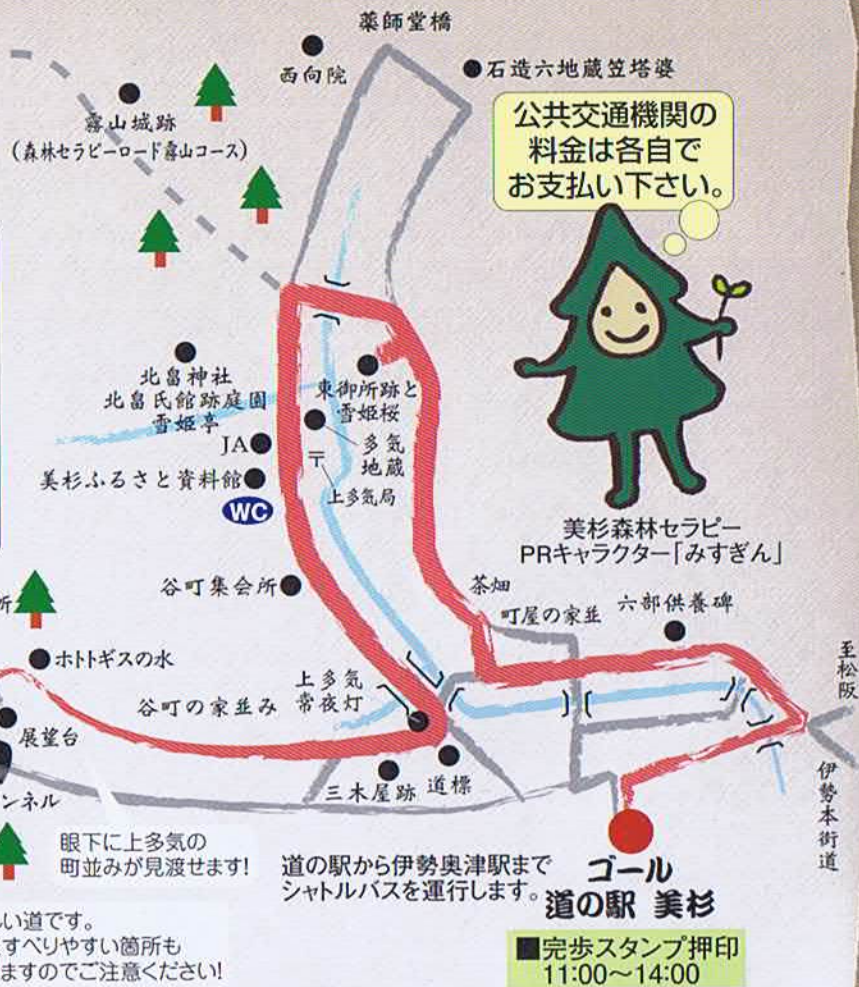 薬師堂橋
西向院
石造六地蔵笠塔婆
霧山城跡
(森林セラピーロード霧山コース)
公共交通機関の
料金は各自で
お支払い下さい。
北畠神社
北畠氏館跡庭園
雪姫亭
東御所跡と
雪姫桜
JA
多気
地蔵
美杉ふるさと資料館
〒
上多気局
WC
美杉森林セラピー
PRキャラクター「みすぎん」
谷町集会所
茶畑
町屋の家並
六部供養碑
所
ホトトギスの水
至松阪
上多気
常夜灯
谷町の家並み
展望台
三木屋跡
道標
伊勢本街道
ンネル
眼下に上多気の
町並みが見渡せます!
道の駅から伊勢奥津駅まで
シャトルバスを運行します。
ゴール
道の駅 美杉
い道です。
すべりやすい箇所も
ますのでご注意ください!
■完歩スタンプ押印
11:00~14:00